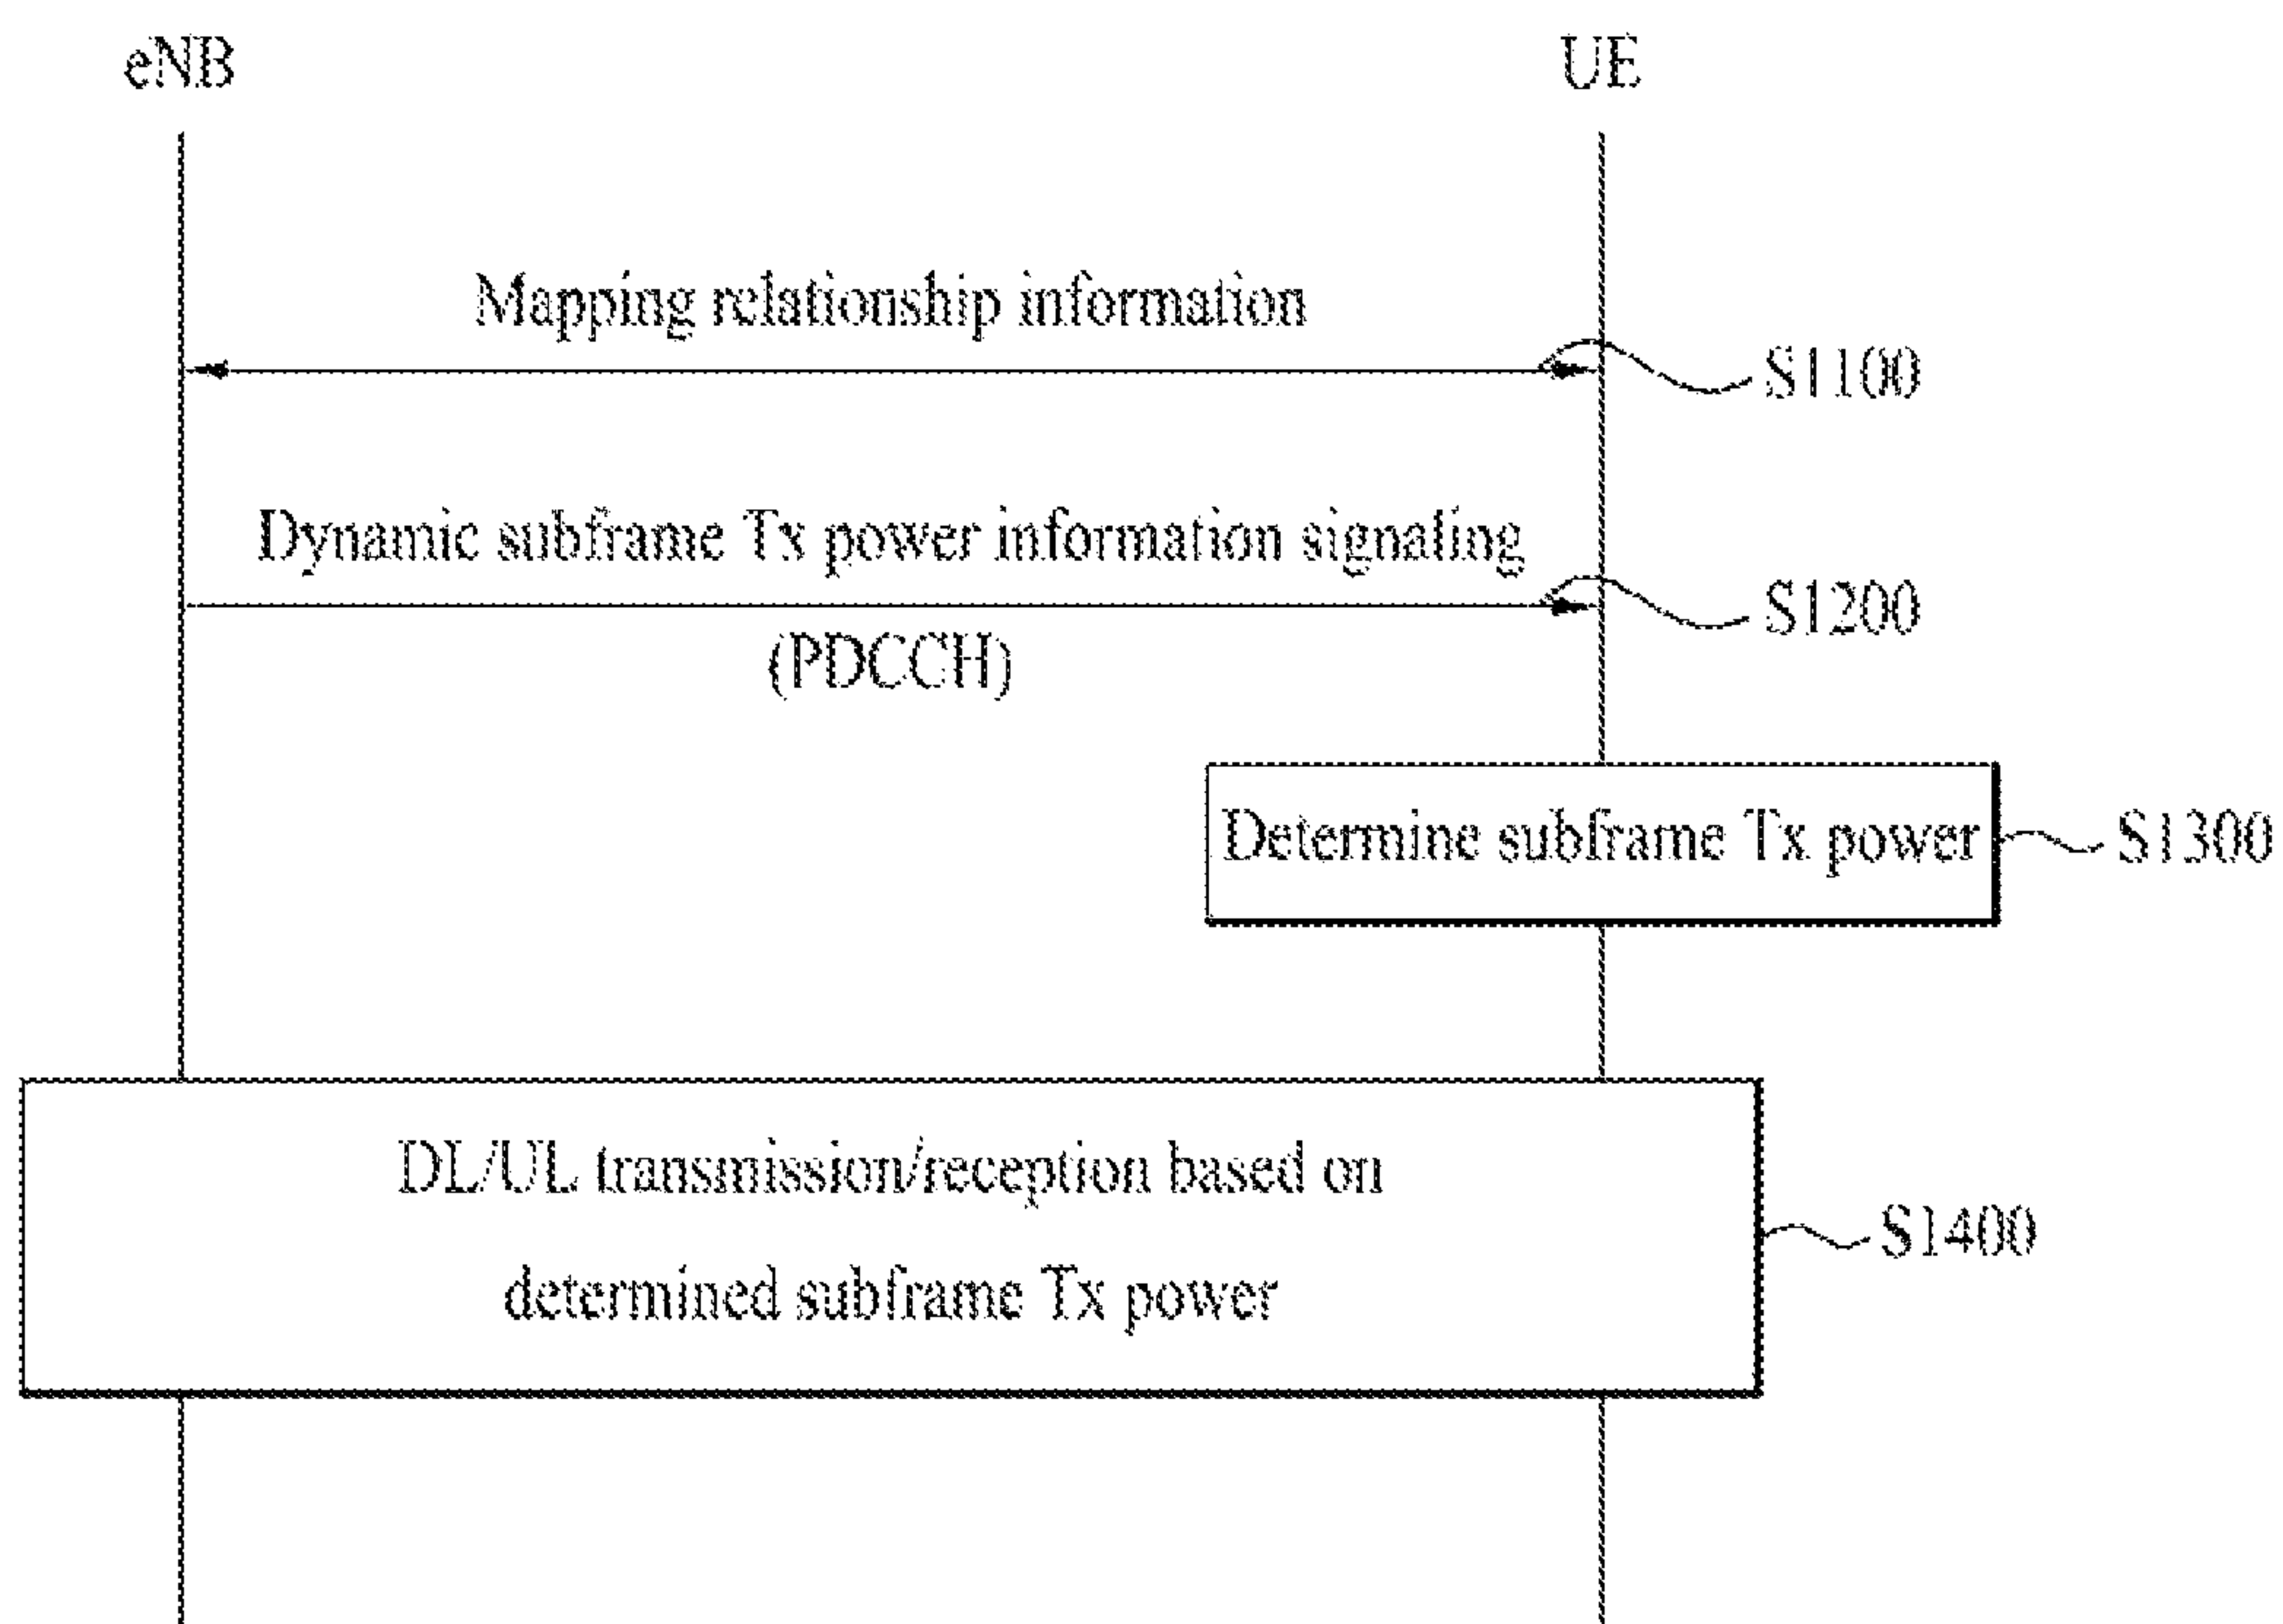 eNB
UE
Mapping relationship information
S1100
Dynamic subframe Tx power information signaling
S1200
(PDCCH)
Determine subframe Tx power
S1300
DL/UL transmission/reception based on
determined subframe Tx power
S1400